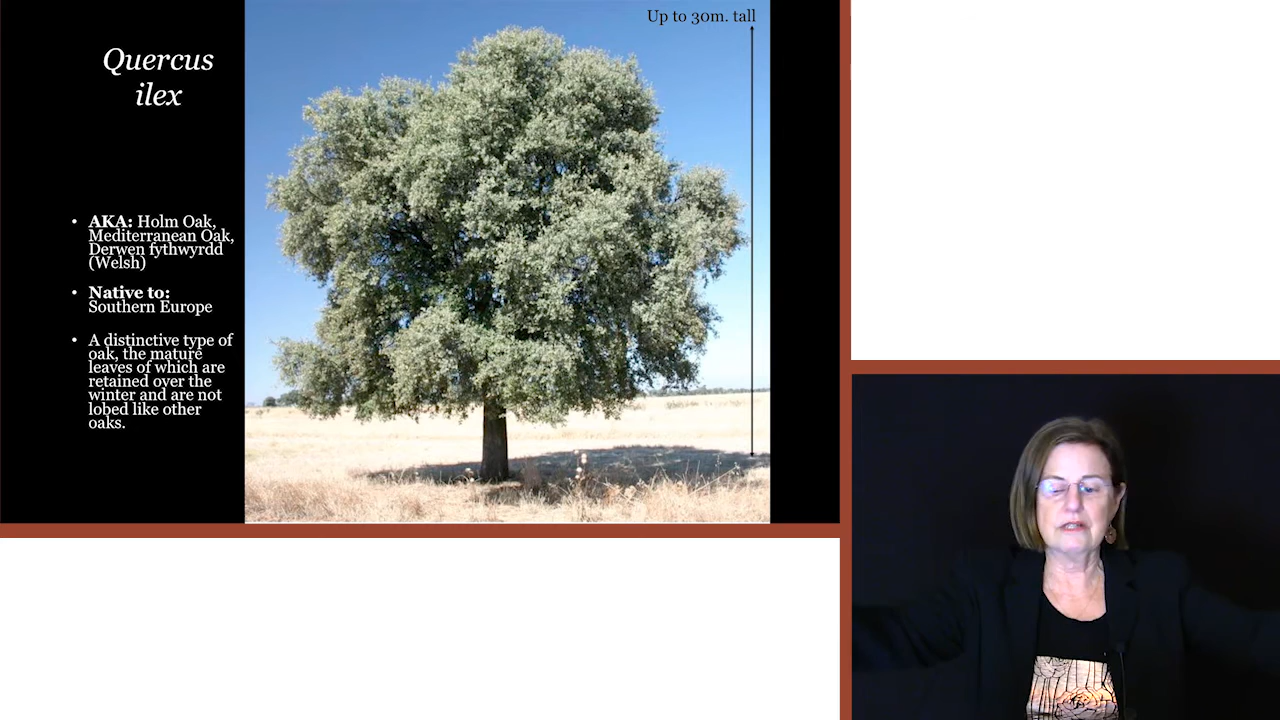 Up to 30m. tall
Quercus
ilex
• AKA: Holm Oak,
Mediterranean Oak,
Derwen fythwyrdd
(Welsh)
• Native to:
Southern Europe
• A distinctive type of
oak, the mature
leaves of which are
retained over the
winter and are not
lobed like other
oaks.